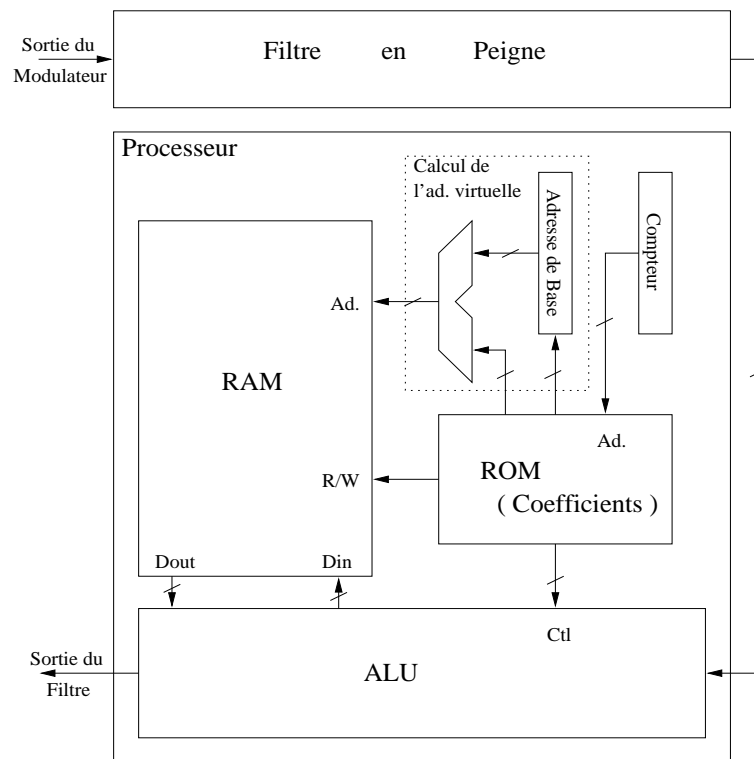 Sortie du
Modulateur
Filtre en Peigne
Processeur
Calcul de
l'ad. virtuelle
Adresse de Base
Compteur
Ad.
RAM
Ad.
ROM
R/W
( Coefficients )
Dout
Din
Ctl
Sortie du
Filtre
ALU